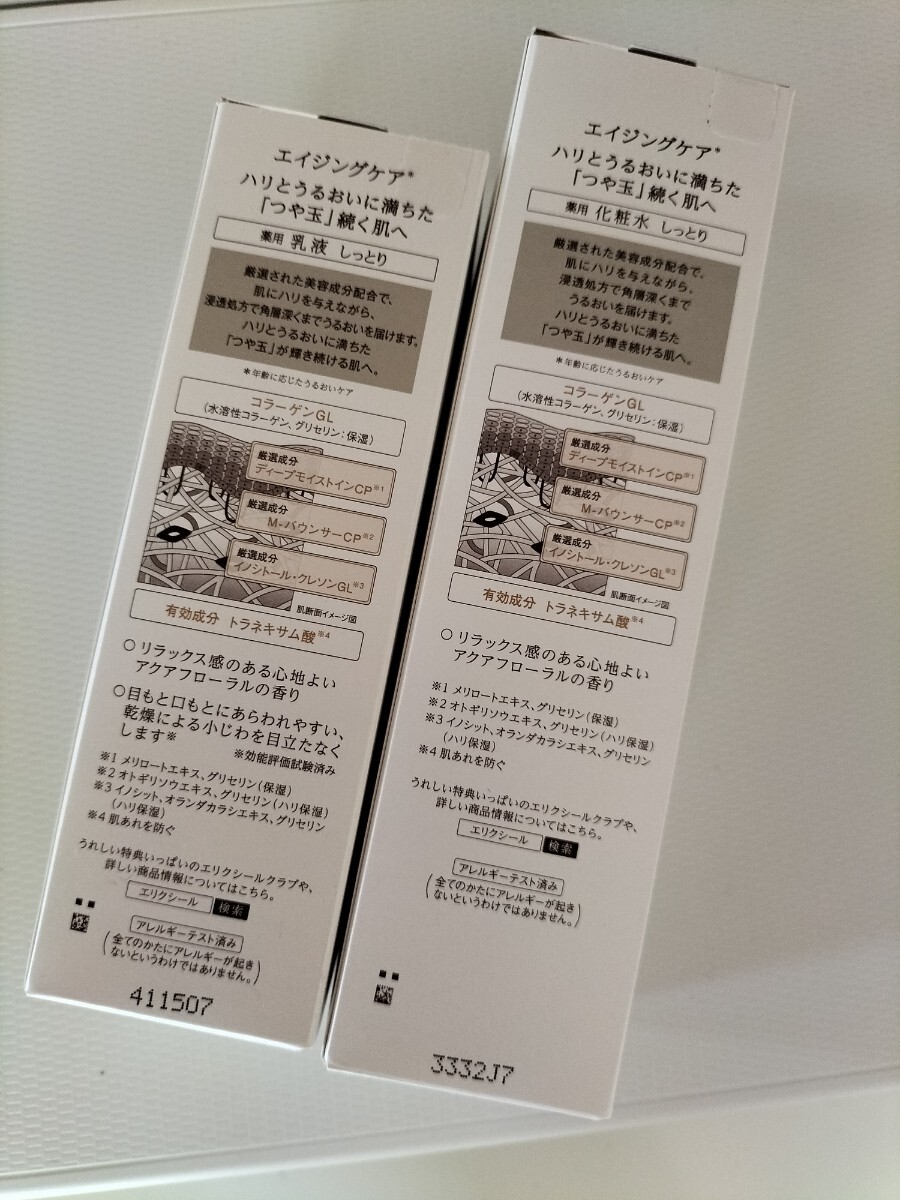 エイジングケア*
ハリとうるおいに満ちた
「つや玉」続く肌へ
薬用 乳液 しっとり
厳選された美容成分配合で、
肌にハリを与えながら、
浸透処方で角層深くまでうるおいを届けます。
ハリとうるおいに満ちた
「つや玉」が輝き続ける肌へ。
*年齢に応じたうるおいケア
コラーゲンGL
(水溶性コラーゲン、グリセリン:保湿)
厳選成分
ディープモイストインCP※1
厳選成分
M-バウンサーCP※2
厳選成分
イノシトール・クレソンGL※3
肌断面イメージ図
有効成分 トラネキサム酸※4
○リラックス感のある心地よい
アクアフローラルの香り
○目もと口もとにあらわれやすい、
乾燥による小じわを目立たなく
します※
※効能評価試験済み
※1 メリロートエキス、グリセリン(保湿)
※2 オトギリソウエキス、グリセリン(ハリ保湿)
※3 イノシット、オランダカラシエキス、グリセリン
(ハリ保湿)
※4 肌あれを防ぐ
うれしい特典いっぱいのエリクシールクラブや、
詳しい商品情報についてはこちら。
エリクシール 検索
アレルギーテスト済み
(全てのかたにアレルギーが起き
ないというわけではありません。)
411507
エイジングケア*
ハリとうるおいに満ちた
「つや玉」続く肌へ
薬用 化粧水 しっとり
厳選された美容成分配合で、
肌にハリを与えながら、
浸透処方で角層深くまで
うるおいを届けます。
ハリとうるおいに満ちた
「つや玉」が輝き続ける肌へ。
*年齢に応じたうるおいケア
コラーゲンGL
(水溶性コラーゲン、グリセリン:保湿)
厳選成分
ディープモイストインCP※1
厳選成分
M-バウンサーCP※2
厳選成分
イノシトール・クレソンGL※3
肌断面イメージ図
有効成分 トラネキサム酸※4
○リラックス感のある心地よい
アクアフローラルの香り
※1 メリロートエキス、グリセリン(保湿)
※2 オトギリソウエキス、グリセリン(ハリ保湿)
※3 イノシット、オランダカラシエキス、グリセリン
(ハリ保湿)
※4 肌あれを防ぐ
うれしい特典いっぱいのエリクシールクラブや、
詳しい商品情報についてはこちら。
エリクシール 検索
アレルギーテスト済み
(全てのかたにアレルギーが起き
ないというわけではありません。)
3332J7